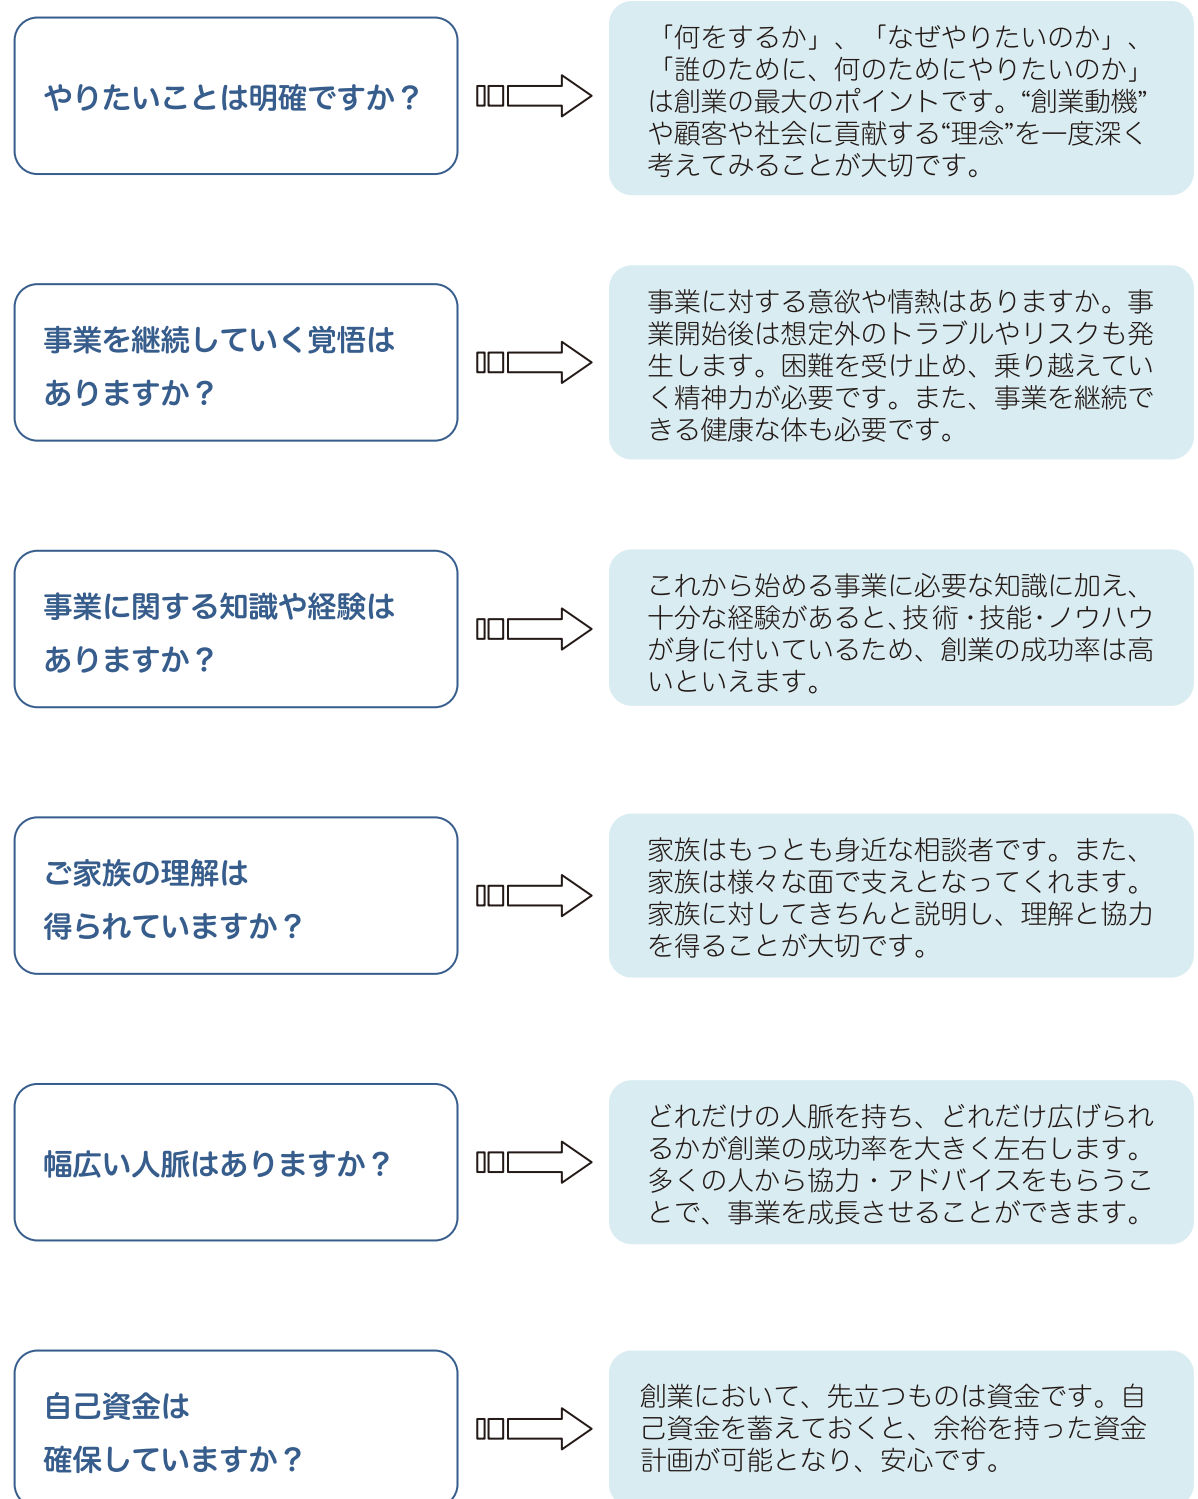 やりたいことは明確ですか？
「何をするか」、「なぜやりたいのか」、
「誰のために、何のためにやりたいのか」
は創業の最大のポイントです。“創業動機”
や顧客や社会に貢献する“理念”を一度深く
考えてみることが大切です。
事業を継続していく覚悟は
ありますか？
事業に対する意欲や情熱はありますか。事
業開始後は想定外のトラブルやリスクも発
生します。困難を受け止め、乗り越えてい
く精神力が必要です。また、事業を継続で
きる健康な体も必要です。
事業に関する知識や経験は
ありますか？
これから始める事業に必要な知識に加え、
十分な経験があると、技術・技能・ノウハウ
が身に付いているため、創業の成功率は高
いといえます。
ご家族の理解は
得られていますか？
家族はもっとも身近な相談者です。また、
家族は様々な面で支えとなってくれます。
家族に対してきちんと説明し、理解と協力
を得ることが大切です。
幅広い人脈はありますか？
どれだけの人脈を持ち、どれだけ広げられ
るかが創業の成功率を大きく左右します。
多くの人から協力・アドバイスをもらうこ
とで、事業を成長させることができます。
自己資金は
確保していますか？
創業において、先立つものは資金です。自
己資金を蓄えておくと、余裕を持った資金
計画が可能となり、安心です。